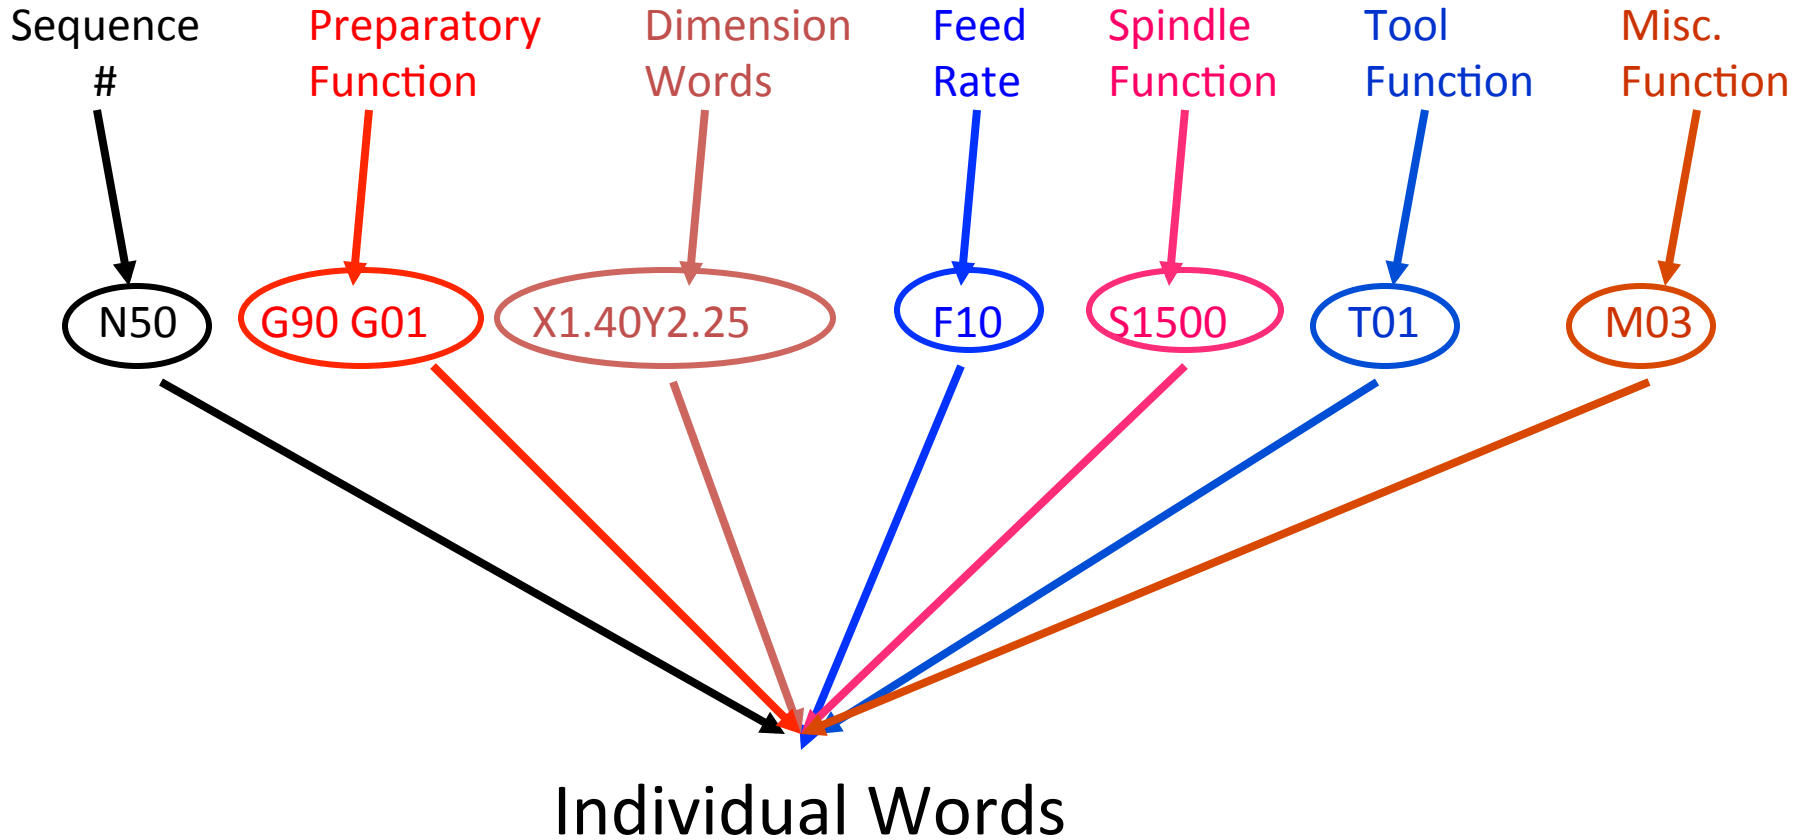 Sequence #
Preparatory Function
Dimension Words
Feed Rate
Spindle Function
Tool Function
Misc. Function
N50
G90 G01
X1.40Y2.25
F10
S1500
T01
M03
Individual Words